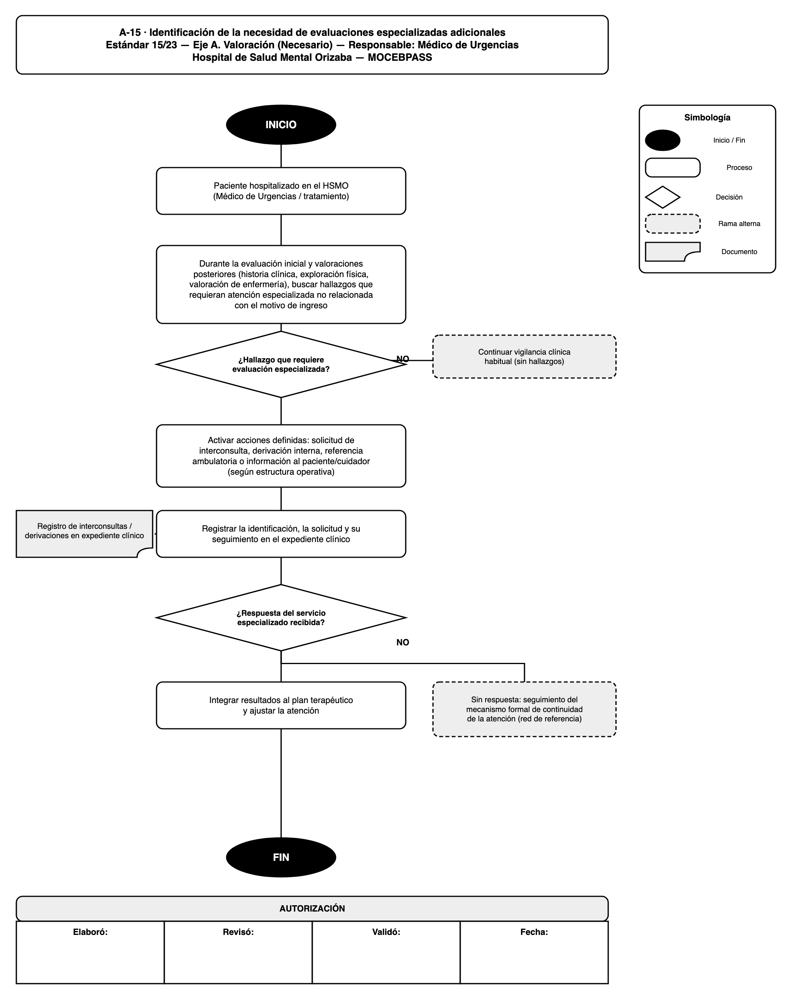 A-15 · Identificación de la necesidad de evaluaciones especializadas adicionales
Estándar 15/23 — Eje A. Valoración (Necesario) — Responsable: Médico de Urgencias
Hospital de Salud Mental Orizaba — MOCEBPASS
INICIO
Simbología
Inicio / Fin
Proceso
Decisión
Rama alterna
Documento
Paciente hospitalizado en el HSMO
(Médico de Urgencias / tratamiento)
Durante la evaluación inicial y valoraciones
posteriores (historia clínica, exploración física,
valoración de enfermería), buscar hallazgos que
requieran atención especializada no relacionada
con el motivo de ingreso
¿Hallazgo que requiere
evaluación especializada?
NO
Continuar vigilancia clínica
habitual (sin hallazgos)
Activar acciones definidas: solicitud de
interconsulta, derivación interna, referencia
ambulatoria o información al paciente/cuidador
(según estructura operativa)
Registro de interconsultas /
derivaciones en expediente clínico
Registrar la identificación, la solicitud y su
seguimiento en el expediente clínico
¿Respuesta del servicio
especializado recibida?
NO
Integrar resultados al plan terapéutico
y ajustar la atención
Sin respuesta: seguimiento del
mecanismo formal de continuidad
de la atención (red de referencia)
FIN
AUTORIZACIÓN
Elaboró:
Revisó:
Validó:
Fecha: